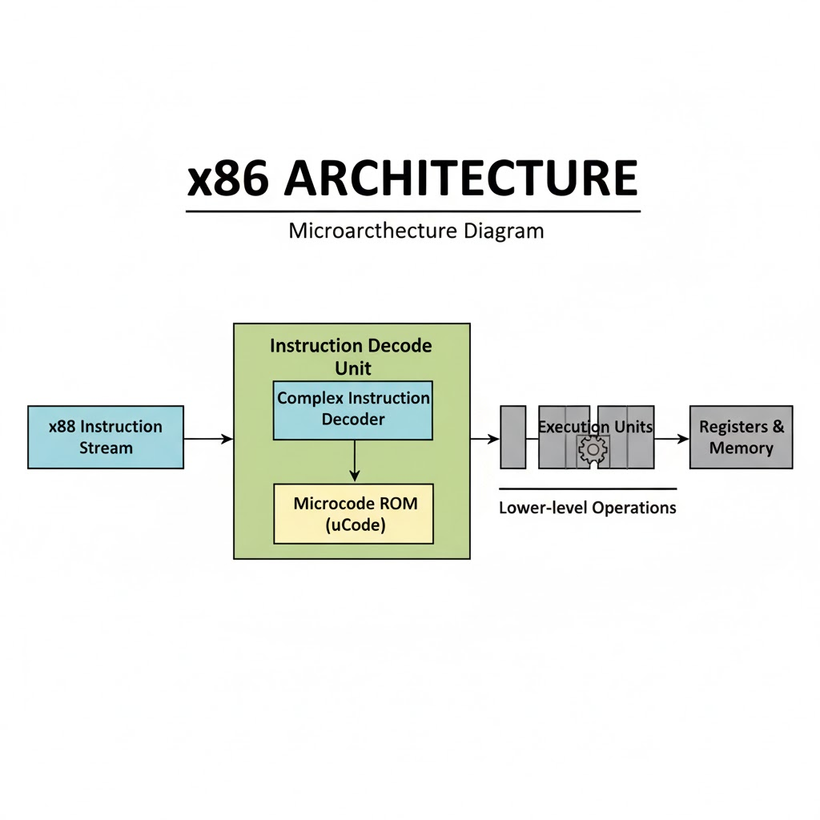 x86 ARCHITECTURE
Microarcthecture Diagram
Instruction Decode
Unit
Complex Instruction
Decoder
x88 Instruction
Stream
Microcode ROM
(uCode)
Execution Units
Registers &
Memory
Lower-level Operations